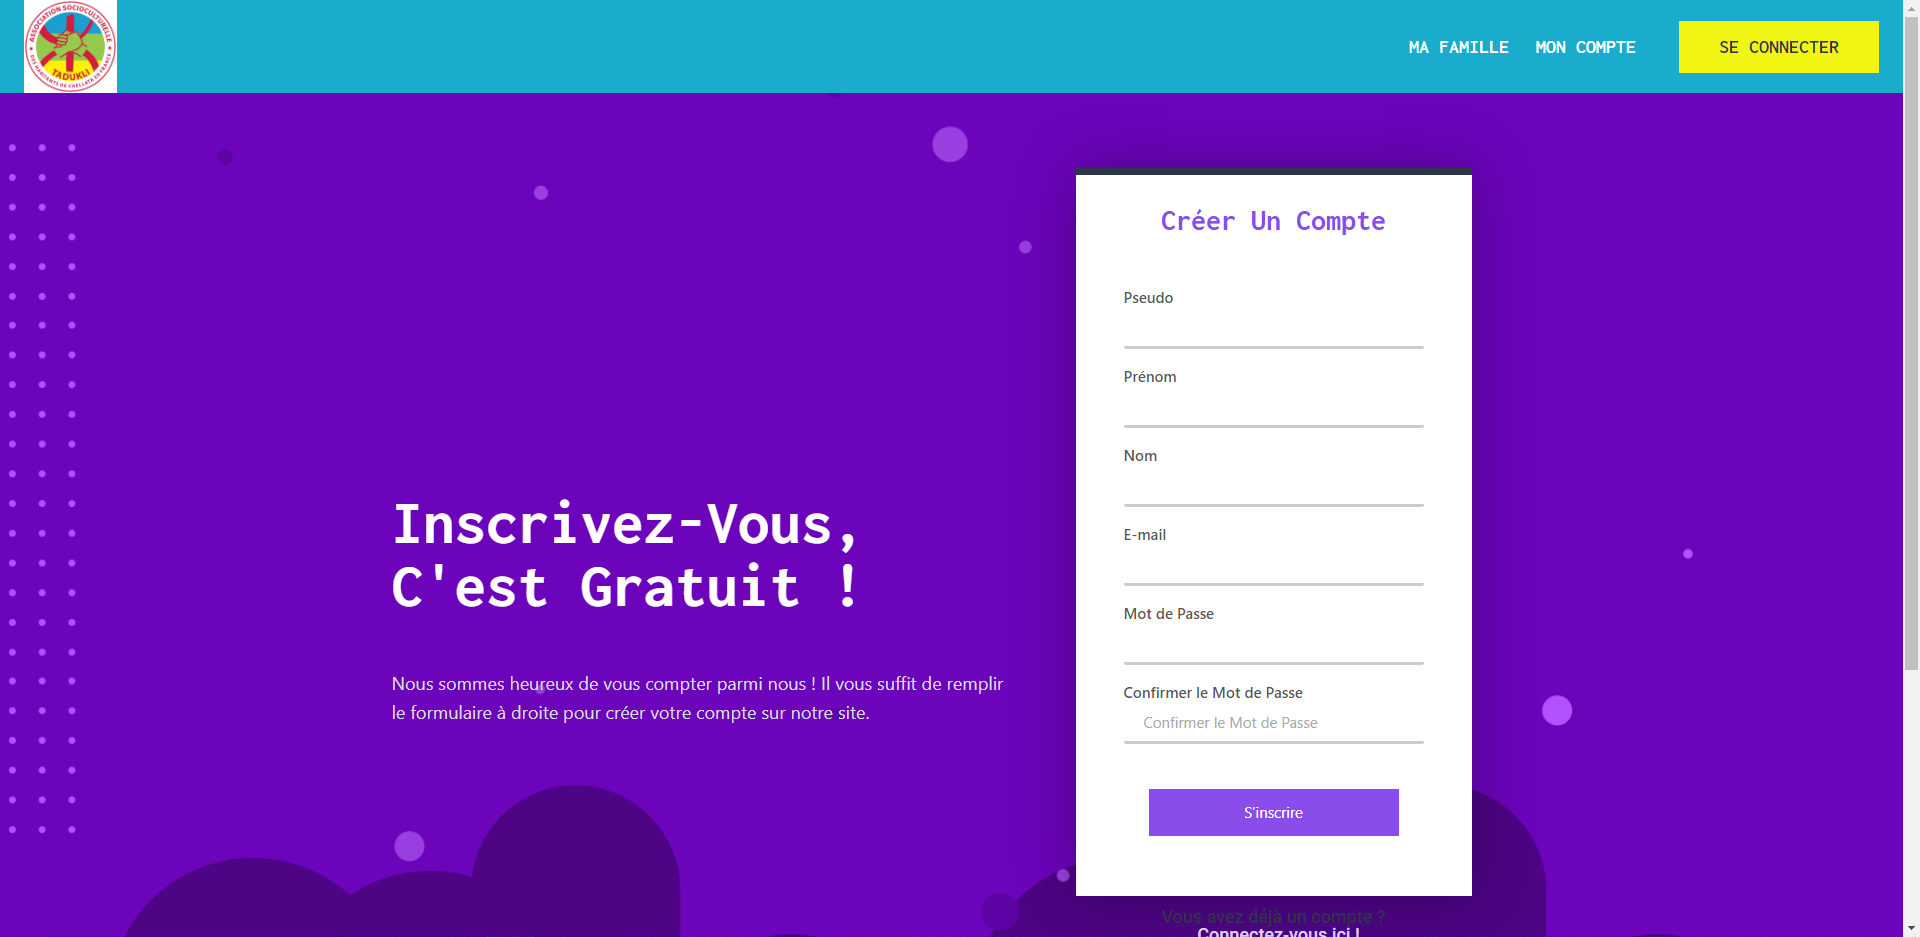 ASSOCIATION SOCIOCULTURELLE
TADUKLI
DES HABITANTS DE CHELLATA EN FRANCE
MA FAMILLE
MON COMPTE
SE CONNECTER
Créer Un Compte
Pseudo
Prénom
Nom
E-mail
Mot de Passe
Confirmer le Mot de Passe
Confirmer le Mot de Passe
S'inscrire
Inscrivez-Vous,
C'est Gratuit !
Nous sommes heureux de vous compter parmi nous ! Il vous suffit de remplir
le formulaire à droite pour créer votre compte sur notre site.
Vous avez déjà un compte ?
Connectez-vous ici !